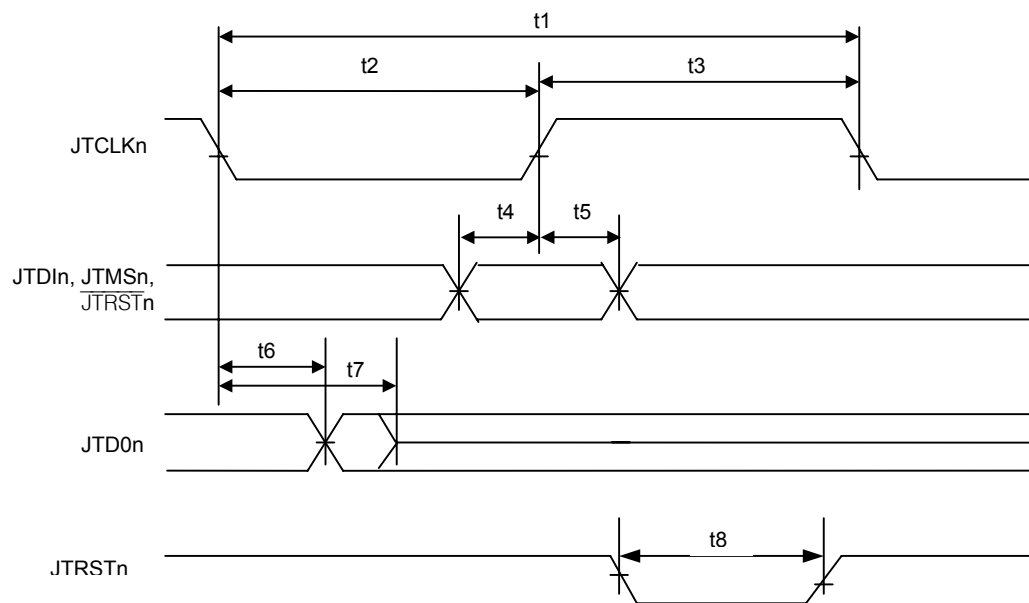 t1
t2
t3
JTCLKn
t4
t5
JTDIn, JTMSn,
JTRSTn
t6
t7
JTD0n
t8
JTRSTn